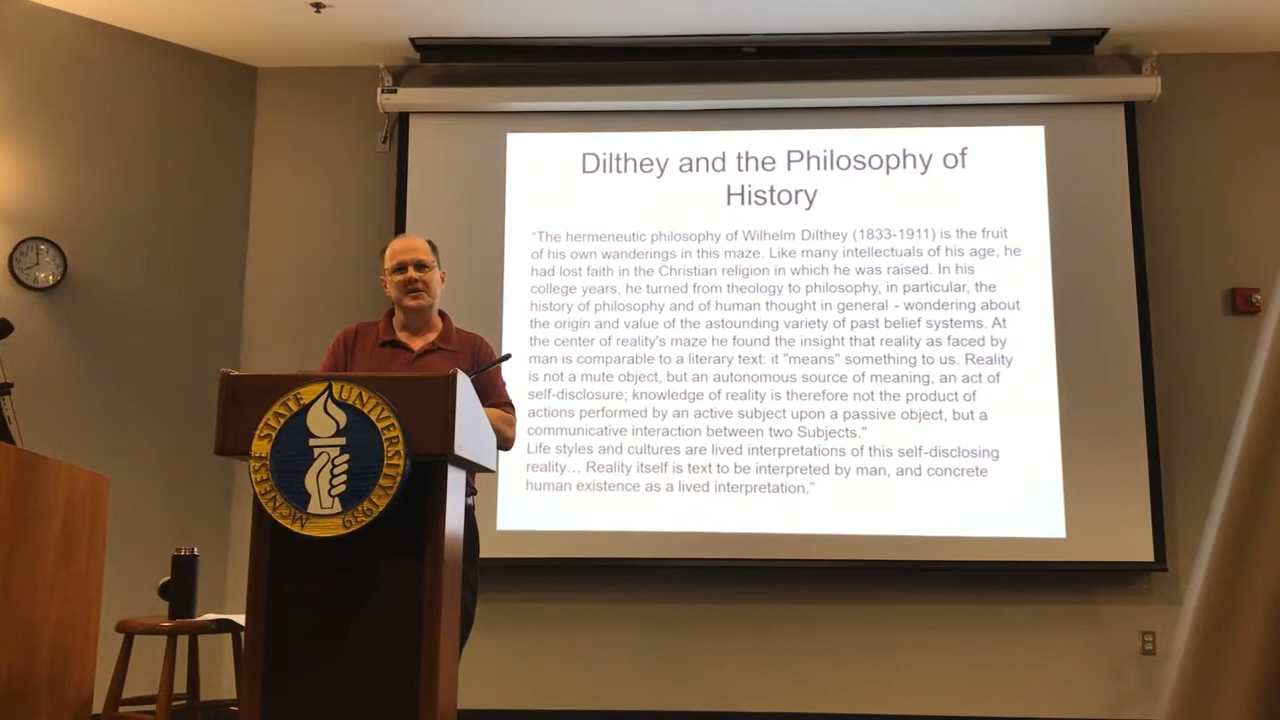 Dilthey and the Philosophy of
History
"The hermeneutic philosophy of Wilhelm Dilthey (1833-1911) is the fruit
of his own wanderings in this maze. Like many intellectuals of his age, he
had lost faith in the Christian religion in which he was raised. In his
college years, he turned from theology to philosophy, in particular, the
history of philosophy and of human thought in general - wondering about
the origin and value of the astounding variety of past belief systems. At
the center of reality's maze he found the insight that reality as faced by
man is comparable to a literary text: it "means" something to us. Reality
is not a mute object, but an autonomous source of meaning, an act of
self-disclosure; knowledge of reality is therefore not the product of
actions performed by an active subject upon a passive object, but a
communicative interaction between two Subjects."
Life styles and cultures are lived interpretations of this self-disclosing
reality... Reality itself is text to be interpreted by man, and concrete
human existence as a lived interpretation."
MCNEESE STATE UNIVERSITY 1939